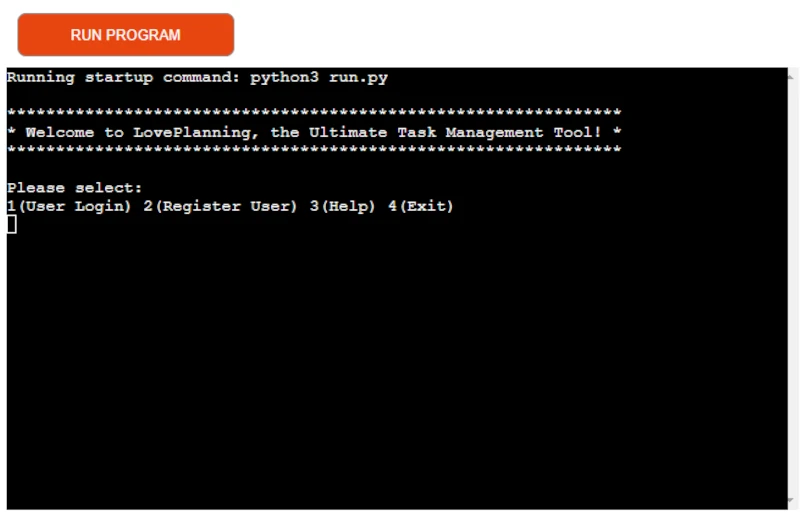 RUN PROGRAM
Running startup command: python3 run.py
***************************************************************
* Welcome to LovePlanning, the Ultimate Task Management Tool! *
***************************************************************
Please select:
1(User Login) 2(Register User) 3(Help) 4(Exit)